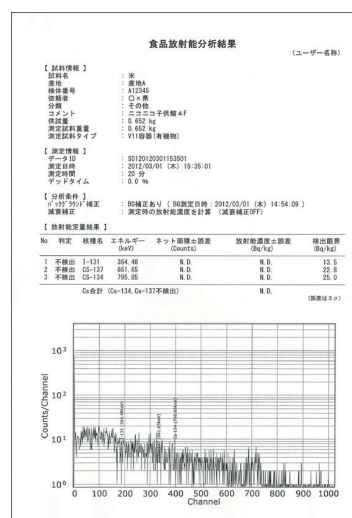 食品放射能分析結果
(ユーザー名称)
【 試料情報 】
試料名 : 米
産地 : 産地A
検体番号 : A12345
依頼者 : 〇×県
分類 : その他
コメント : ニコニコ子供館4F
供試量 : 0.652 kg
測定試料重量 : 0.652 kg
測定試料タイプ : V11容器(有機物)
【 測定情報 】
データID : S0120120301153501
測定日時 : 2012/03/01 (木) 15:35:01
測定時間 : 20 分
デッドタイム : 0.0 %
【 分析条件 】
バックグラウンド補正 : BG補正あり ( BG測定日時 : 2012/03/01 (木) 14:54:09 )
減衰補正 : 測定時の放射能濃度を計算 (減衰補正OFF)
【 放射能定量結果 】
No 判定 核種名 エネルギー ネット面積±誤差 放射能濃度±誤差 検出限界
(keV) (Counts) (Bq/kg) (Bq/kg)
1 不検出 I-131 364.48 N.D. N.D. 13.5
2 不検出 CS-137 661.65 N.D. N.D. 22.8
3 不検出 CS-134 795.85 N.D. N.D. 25.0
Cs合計 (Cs-134,Cs-137不検出) N.D.
(誤差は3σ)
Counts/Channel
10³
10²
10¹
10⁰
0 100 200 300 400 500 600 700 800 900 1000
Channel